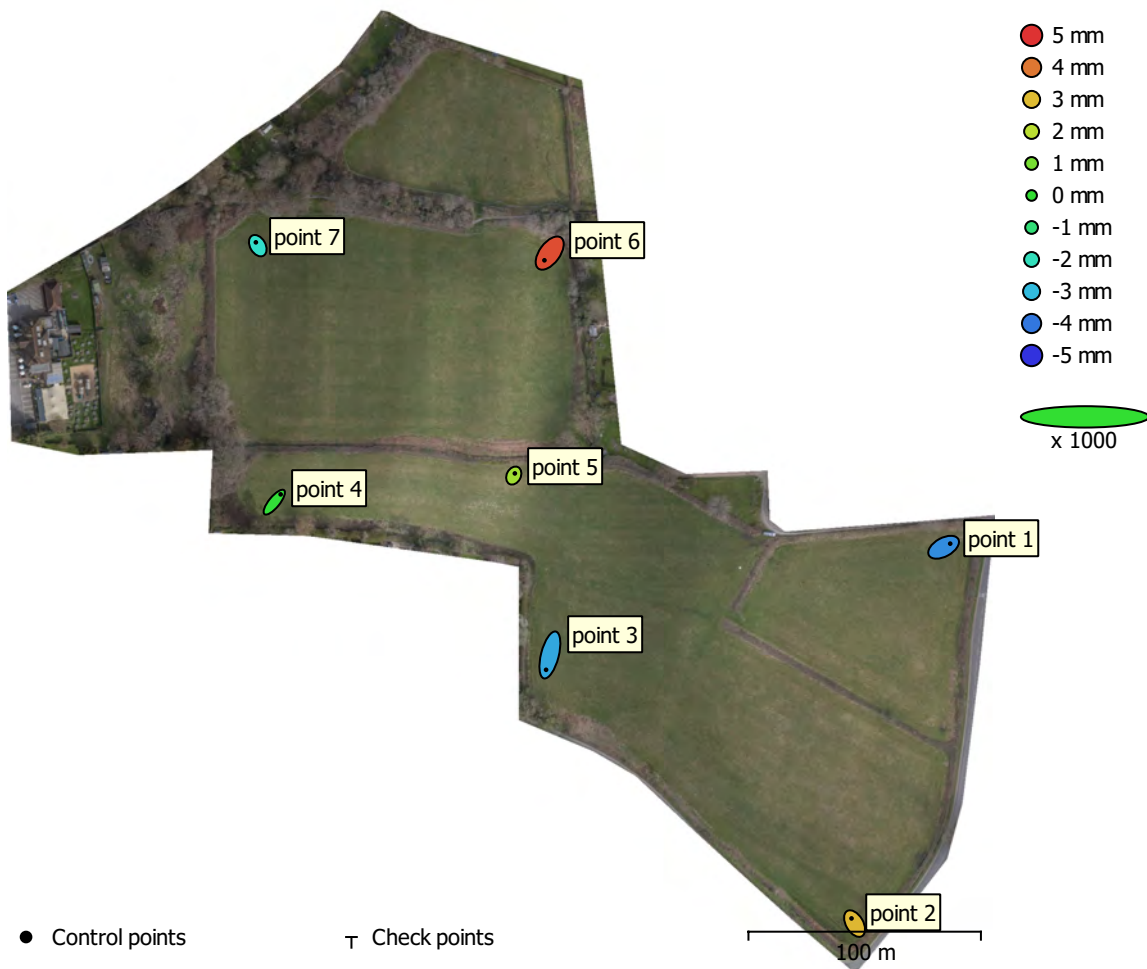 5 mm
4 mm
3 mm
2 mm
1 mm
0 mm
-1 mm
-2 mm
-3 mm
-4 mm
-5 mm
x 1000
point 7
point 6
point 5
point 4
point 1
point 3
point 2
100 m
Control points
Check points